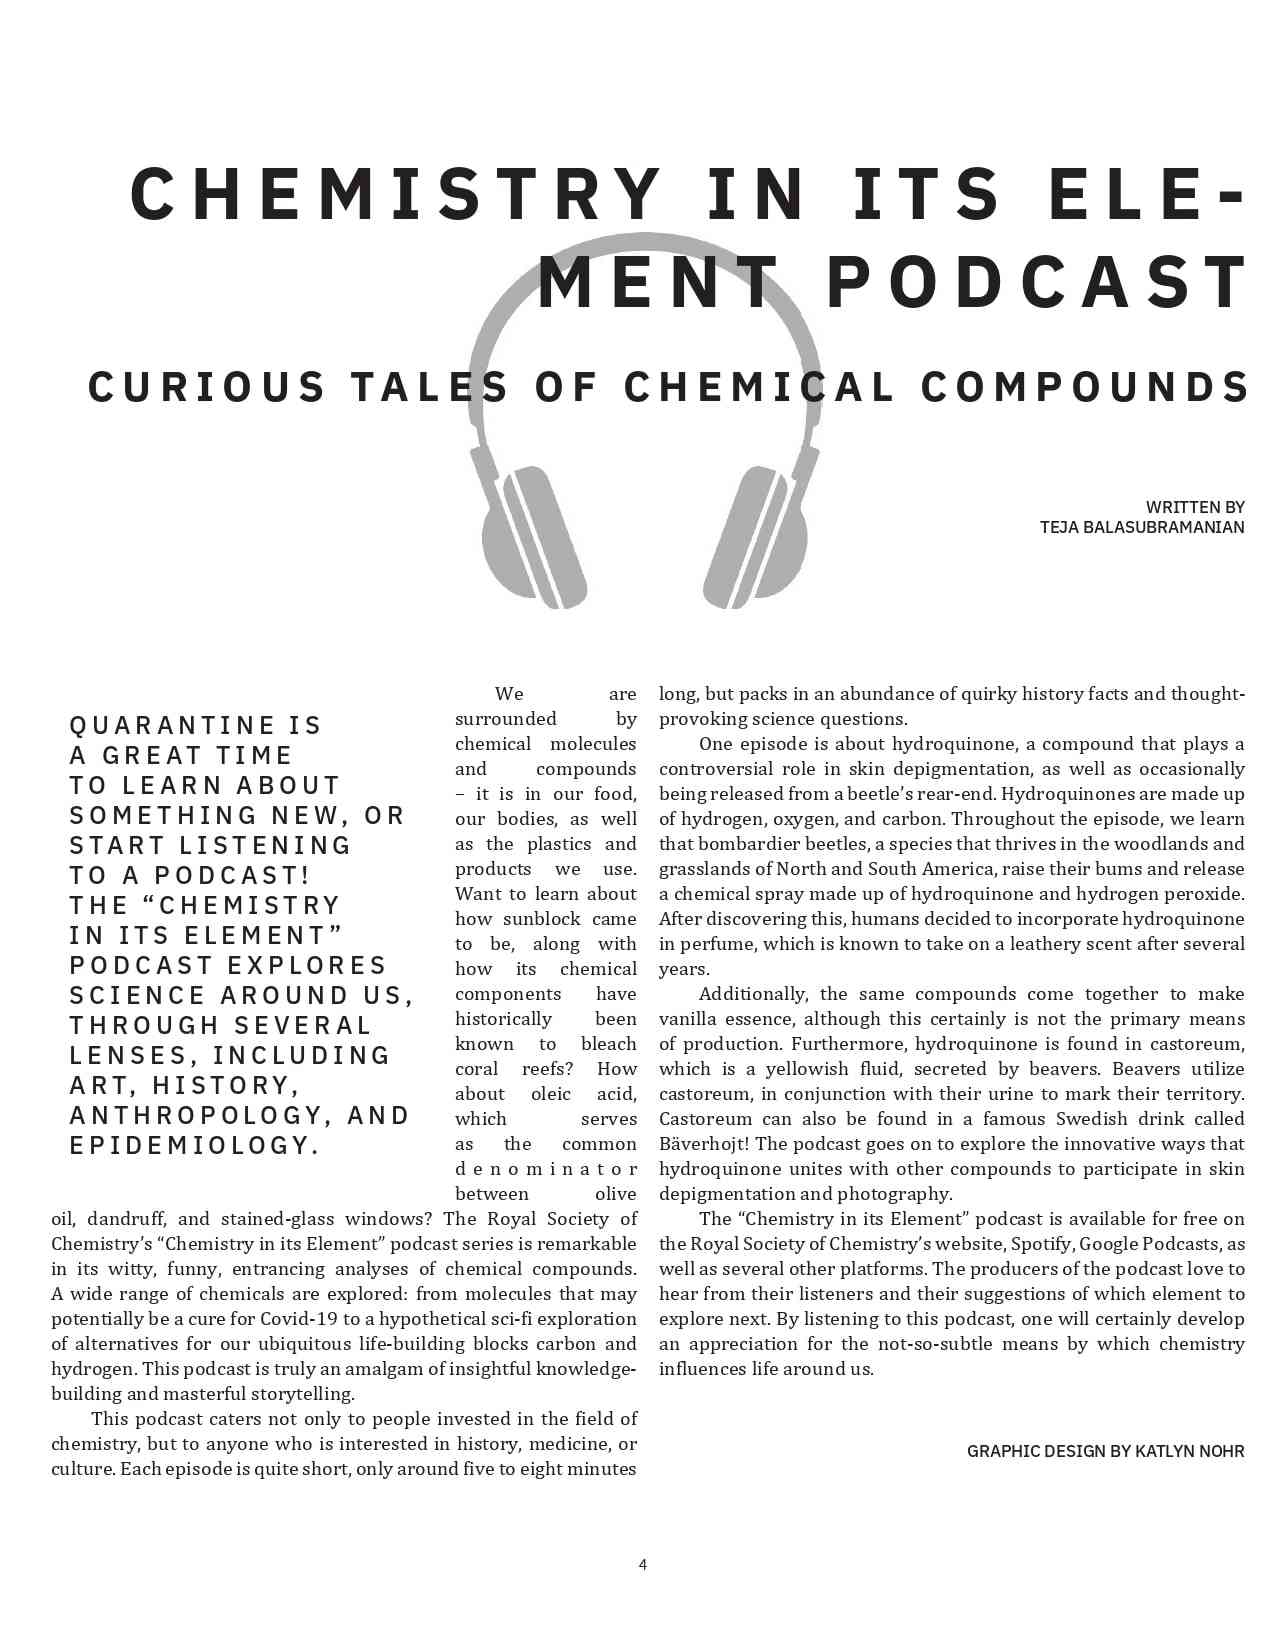 CHEMISTRY IN ITS ELE-
MENT PODCAST
CURIOUS TALES OF CHEMICAL COMPOUNDS
WRITTEN BY
TEJA BALASUBRAMANIAN
QUARANTINE IS
A GREAT TIME
TO LEARN ABOUT
SOMETHING NEW, OR
START LISTENING
TO A PODCAST!
THE “CHEMISTRY
IN ITS ELEMENT”
PODCAST EXPLORES
SCIENCE AROUND US,
THROUGH SEVERAL
LENSES, INCLUDING
ART, HISTORY,
ANTHROPOLOGY, AND
EPIDEMIOLOGY.
We are
surrounded by
chemical molecules
and compounds
– it is in our food,
our bodies, as well
as the plastics and
products we use.
Want to learn about
how sunblock came
to be, along with
how its chemical
components have
historically been
known to bleach
coral reefs? How
about oleic acid,
which serves
as the common
denominator
between olive
oil, dandruff, and stained-glass windows? The Royal Society of
Chemistry’s “Chemistry in its Element” podcast series is remarkable
in its witty, funny, entrancing analyses of chemical compounds.
A wide range of chemicals are explored: from molecules that may
potentially be a cure for Covid-19 to a hypothetical sci-fi exploration
of alternatives for our ubiquitous life-building blocks carbon and
hydrogen. This podcast is truly an amalgam of insightful knowledge-
building and masterful storytelling.
This podcast caters not only to people invested in the field of
chemistry, but to anyone who is interested in history, medicine, or
culture. Each episode is quite short, only around five to eight minutes
long, but packs in an abundance of quirky history facts and thought-
provoking science questions.
One episode is about hydroquinone, a compound that plays a
controversial role in skin depigmentation, as well as occasionally
being released from a beetle’s rear-end. Hydroquinones are made up
of hydrogen, oxygen, and carbon. Throughout the episode, we learn
that bombardier beetles, a species that thrives in the woodlands and
grasslands of North and South America, raise their bums and release
a chemical spray made up of hydroquinone and hydrogen peroxide.
After discovering this, humans decided to incorporate hydroquinone
in perfume, which is known to take on a leathery scent after several
years.
Additionally, the same compounds come together to make
vanilla essence, although this certainly is not the primary means
of production. Furthermore, hydroquinone is found in castoreum,
which is a yellowish fluid, secreted by beavers. Beavers utilize
castoreum, in conjunction with their urine to mark their territory.
Castoreum can also be found in a famous Swedish drink called
Bäverhojt! The podcast goes on to explore the innovative ways that
hydroquinone unites with other compounds to participate in skin
depigmentation and photography.
The “Chemistry in its Element” podcast is available for free on
the Royal Society of Chemistry’s website, Spotify, Google Podcasts, as
well as several other platforms. The producers of the podcast love to
hear from their listeners and their suggestions of which element to
explore next. By listening to this podcast, one will certainly develop
an appreciation for the not-so-subtle means by which chemistry
influences life around us.
GRAPHIC DESIGN BY KATLYN NOHR
4